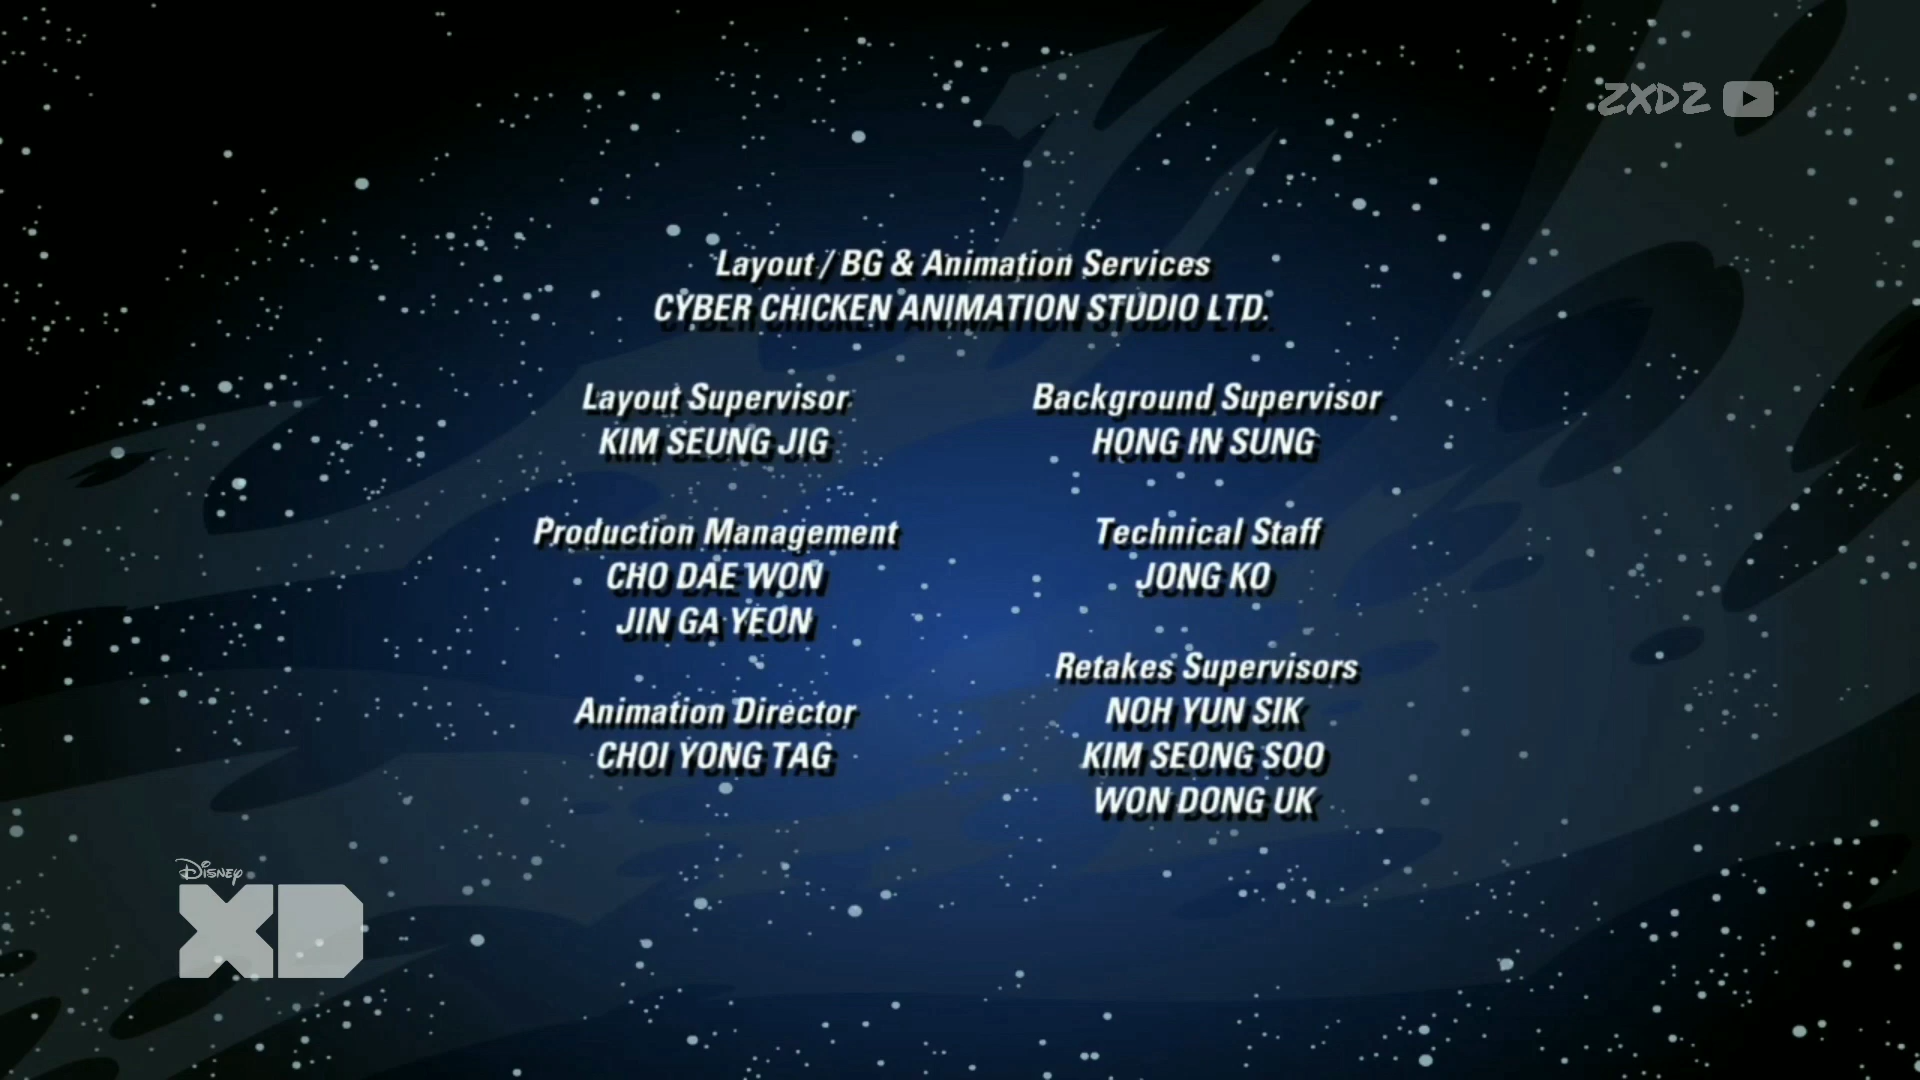 ZXD2
Layout / BG & Animation Services
CYBER CHICKEN ANIMATION STUDIO LTD.
Layout Supervisor
KIM SEUNG JIG
Production Management
CHO DAE WON
JIN GA YEON
Animation Director
CHOI YONG TAG
Background Supervisor
HONG IN SUNG
Technical Staff
JONG KO
Retakes Supervisors
NOH YUN SIK
KIM SEONG SOO
WON DONG UK
Disney
XD